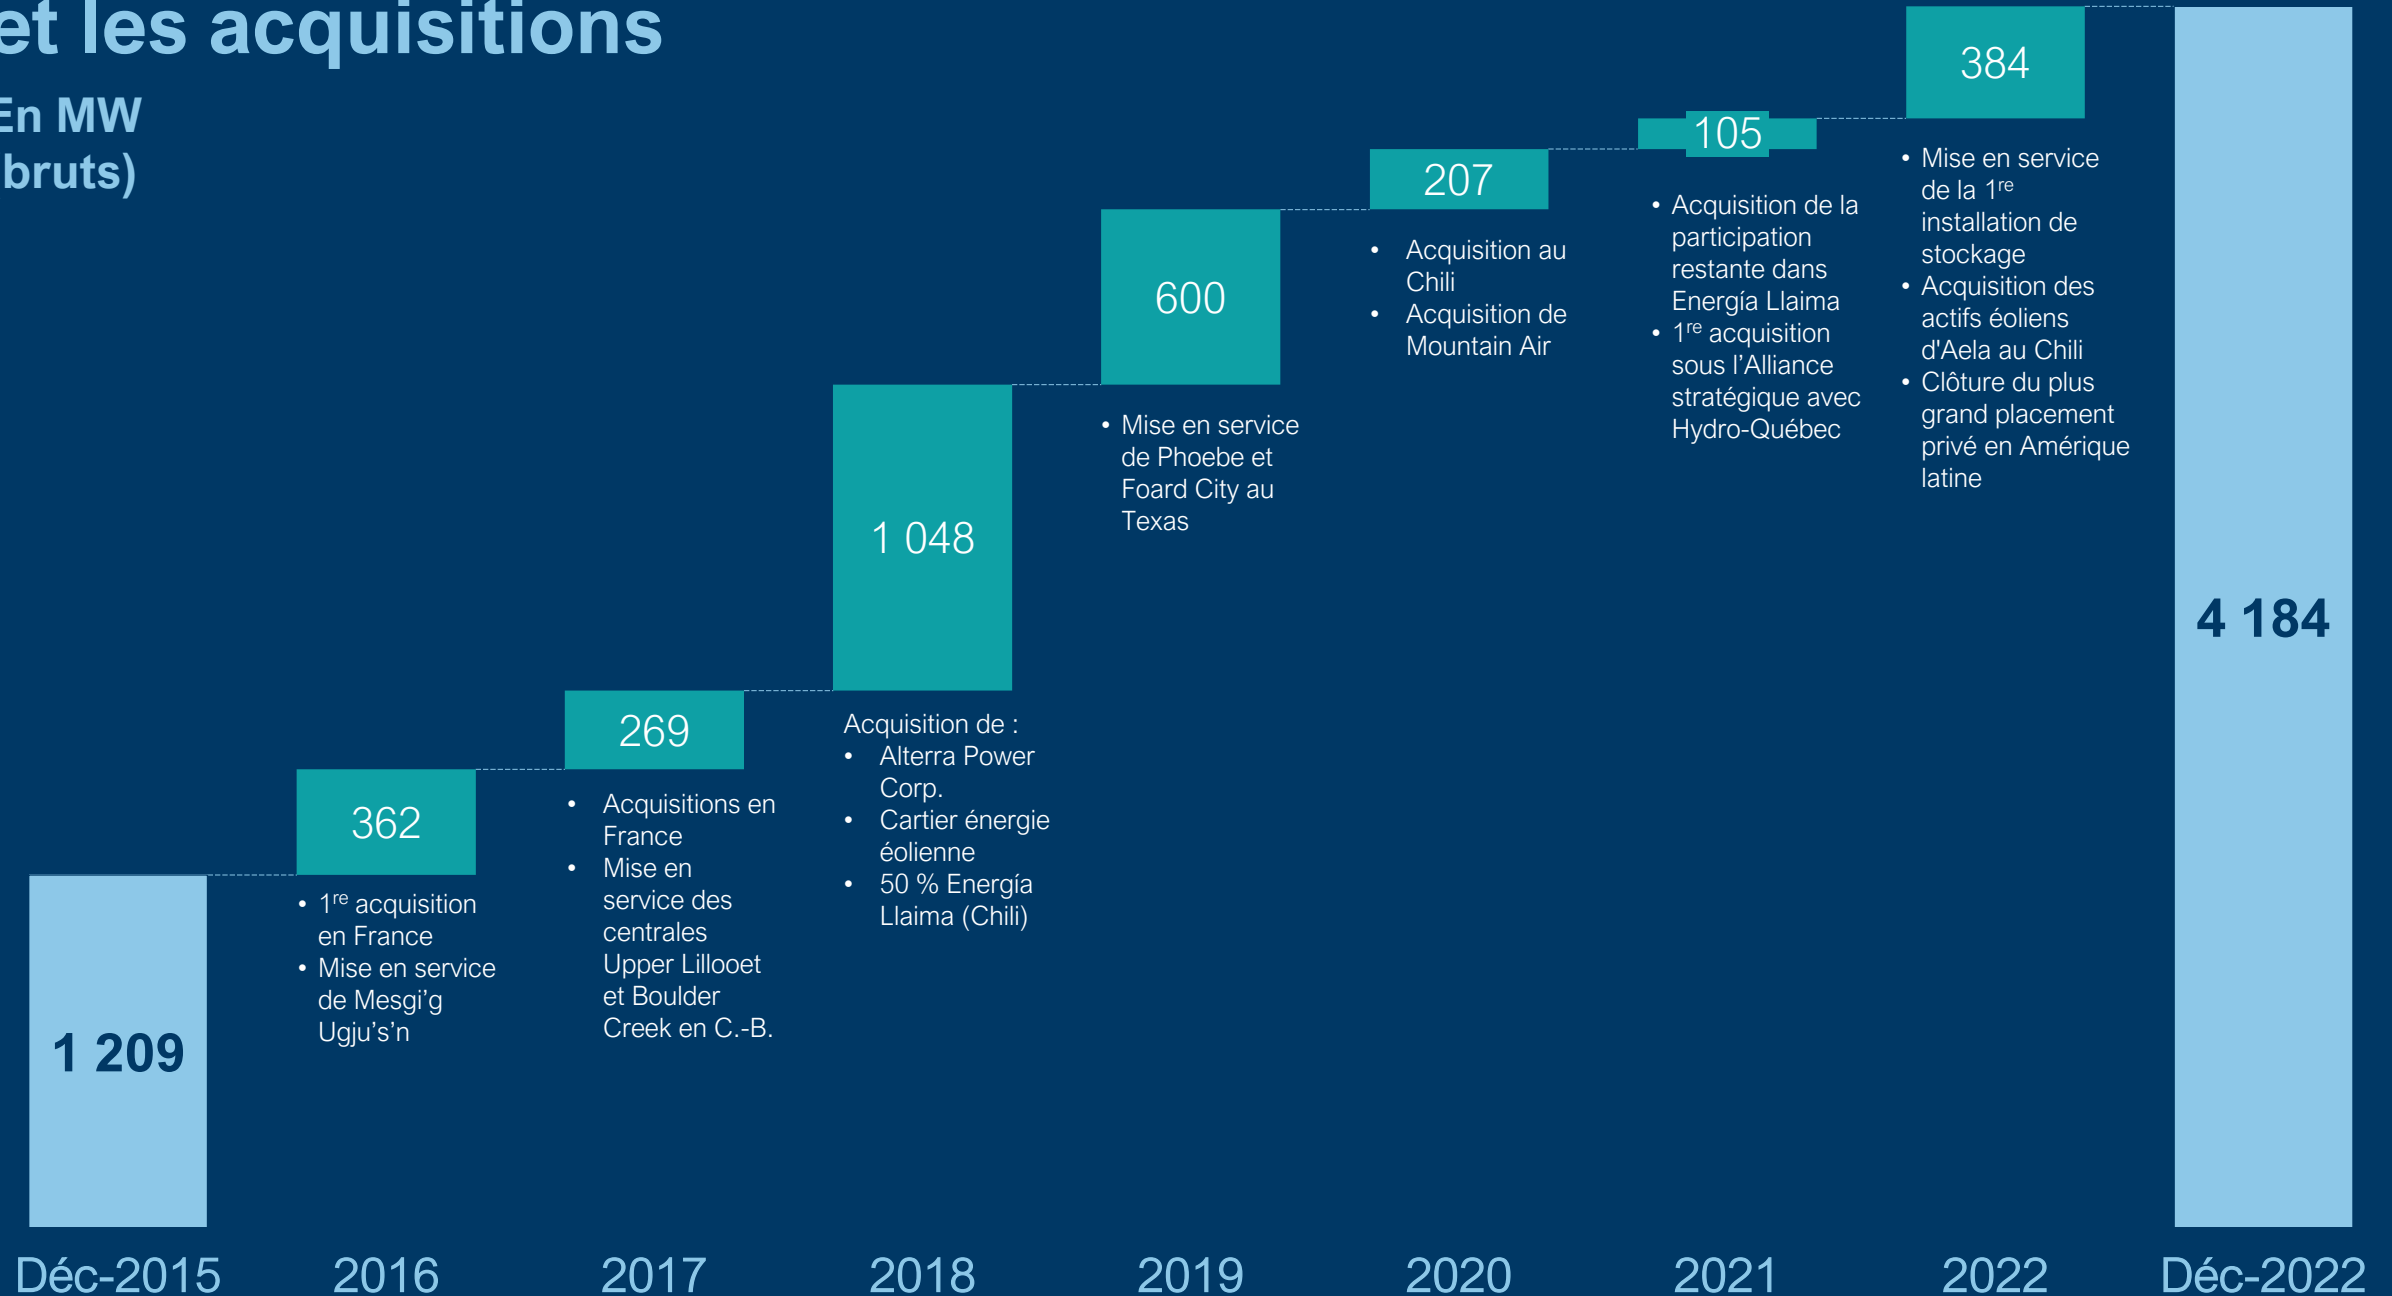 et les acquisitions
En MW
bruts)
384
105
207
600
1 048
269
362
1 209
4 184
• 1re acquisition
en France
• Mise en service
de Mesgi’g
Ugju’s’n
• Acquisitions en
France
• Mise en
service des
centrales
Upper Lillooet
et Boulder
Creek en C.-B.
Acquisition de :
• Alterra Power
Corp.
• Cartier énergie
éolienne
• 50 % Energía
Llaima (Chili)
• Mise en service
de Phoebe et
Foard City au
Texas
• Acquisition au
Chili
• Acquisition de
Mountain Air
• Acquisition de la
participation
restante dans
Energía Llaima
• 1re acquisition
sous l’Alliance
stratégique avec
Hydro-Québec
• Mise en service
de la 1re
installation de
stockage
• Acquisition des
actifs éoliens
d'Aela au Chili
• Clôture du plus
grand placement
privé en Amérique
latine
Déc-2015 2016 2017 2018 2019 2020 2021 2022 Déc-2022